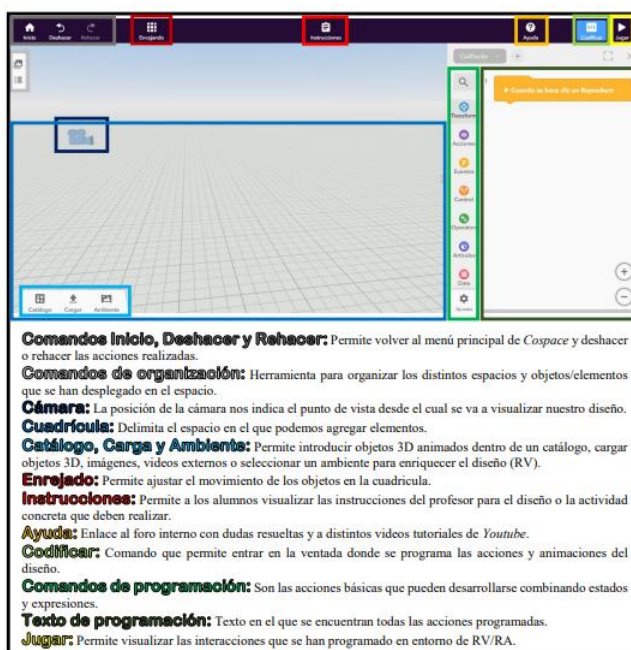 Inicio Deshacer Rehacer Enrejando Instrucciones Ayuda Codificar Jugar
CoBlocks
Cuando se hace clic en Reproducir
Transform
Acciones
Eventos
Control
Operator
Artículos
Data
Ajustes
Catálogo Cargar Ambiente
Comandos Inicio, Deshacer y Rehacer: Permite volver al menú principal de Cospace y deshacer
o rehacer las acciones realizadas.
Comandos de organización: Herramienta para organizar los distintos espacios y objetos/elementos
que se han desplegado en el espacio.
Cámara: La posición de la cámara nos indica el punto de vista desde el cual se va a visualizar nuestro diseño.
Cuadrícula: Delimita el espacio en el que podemos agregar elementos.
Catálogo, Carga y Ambiente: Permite introducir objetos 3D animados dentro de un catálogo, cargar
objetos 3D, imágenes, videos externos o seleccionar un ambiente para enriquecer el diseño (RV).
Enrejado: Permite ajustar el movimiento de los objetos en la cuadricula.
Instrucciones: Permite a los alumnos visualizar las instrucciones del profesor para el diseño o la actividad
concreta que deben realizar.
Ayuda: Enlace al foro interno con dudas resueltas y a distintos videos tutoriales de Youtube.
Codificar: Comando que permite entrar en la ventada donde se programa las acciones y animaciones del
diseño.
Comandos de programación: Son las acciones básicas que pueden desarrollarse combinando estados
y expresiones.
Texto de programación: Texto en el que se encuentran todas las acciones programadas.
Jugar: Permite visualizar las interacciones que se han programado en entorno de RV/RA.